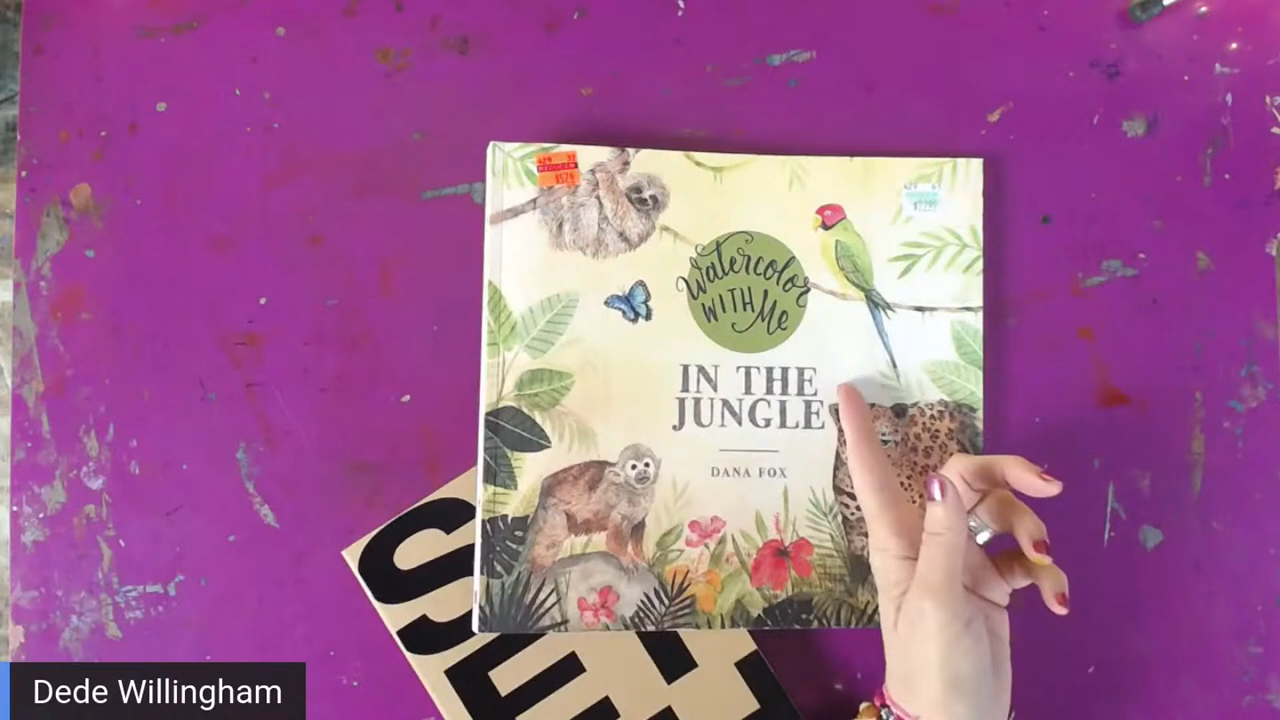 Watercolor
WITH Me
IN THE
JUNGLE
DANA FOX
Dede Willingham